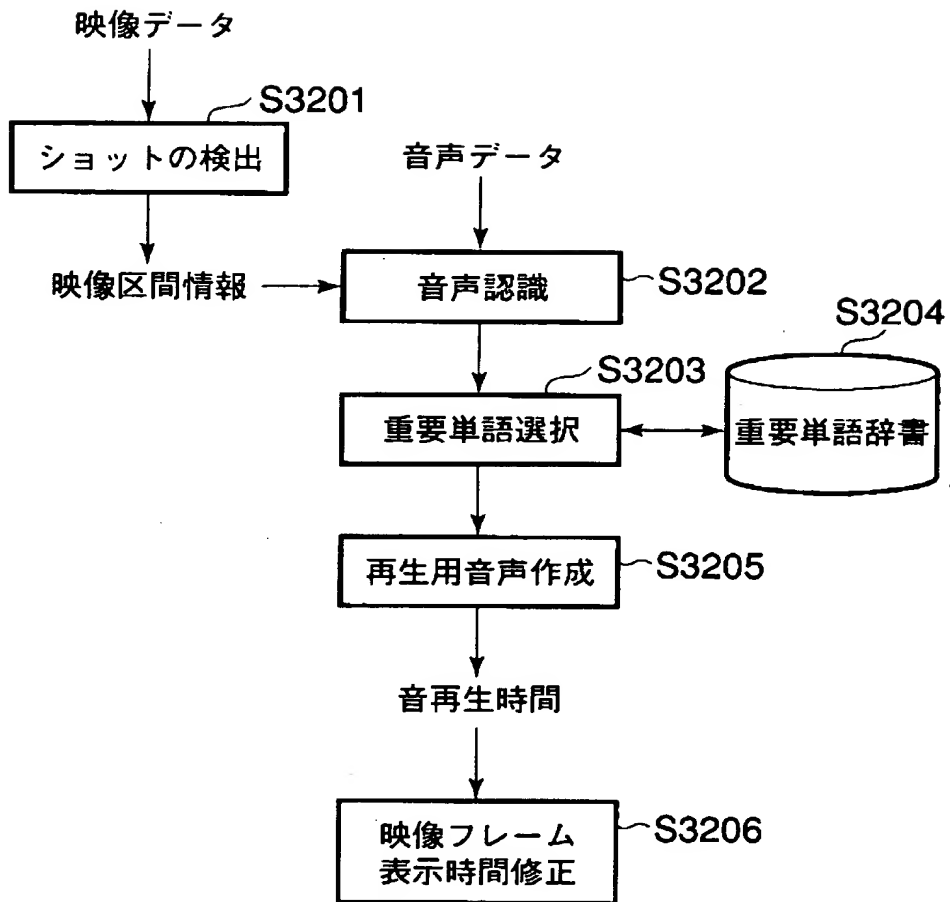 映像データ
S3201
ショットの検出
音声データ
映像区間情報
音声認識
S3202
S3204
S3203
重要単語選択
重要単語辞書
再生用音声作成
S3205
音再生時間
映像フレーム
表示時間修正
S3206